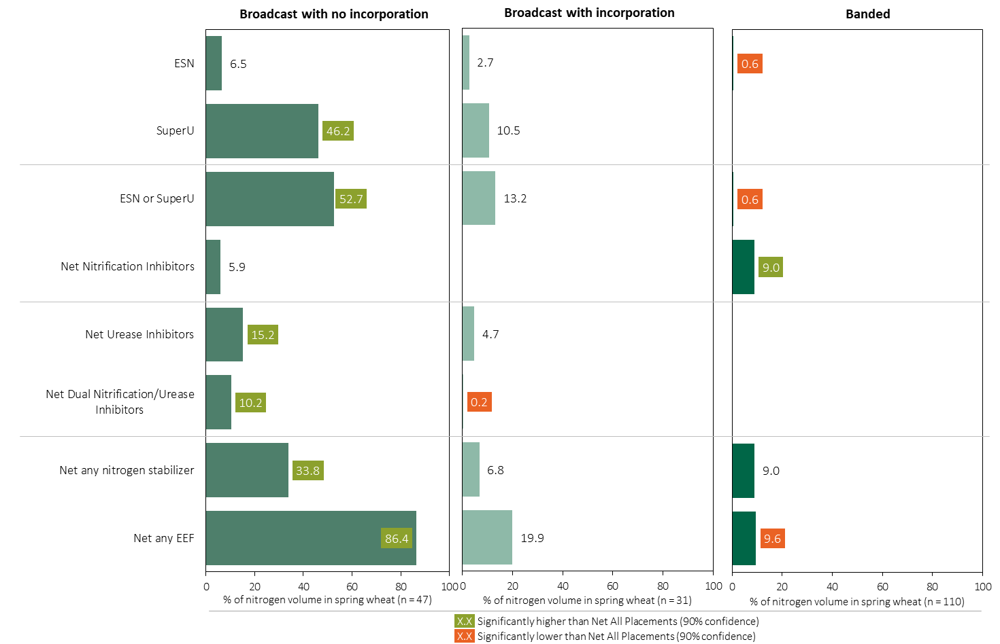 Broadcast with no incorporation
Broadcast with incorporation
Banded
ESN
6.5
2.7
0.6
SuperU
46.2
10.5
ESN or SuperU
52.7
13.2
0.6
Net Nitrification Inhibitors
5.9
9.0
Net Urease Inhibitors
15.2
4.7
Net Dual Nitrification/Urease
Inhibitors
10.2
0.2
Net any nitrogen stabilizer
33.8
6.8
9.0
Net any EEF
86.4
19.9
9.6
0 20 40 60 80 100
0 20 40 60 80 100
0 20 40 60 80 100
% of nitrogen volume in spring wheat (n = 47)
% of nitrogen volume in spring wheat (n = 31)
% of nitrogen volume in spring wheat (n = 110)
X.X Significantly higher than Net All Placements (90% confidence)
X.X Significantly lower than Net All Placements (90% confidence)